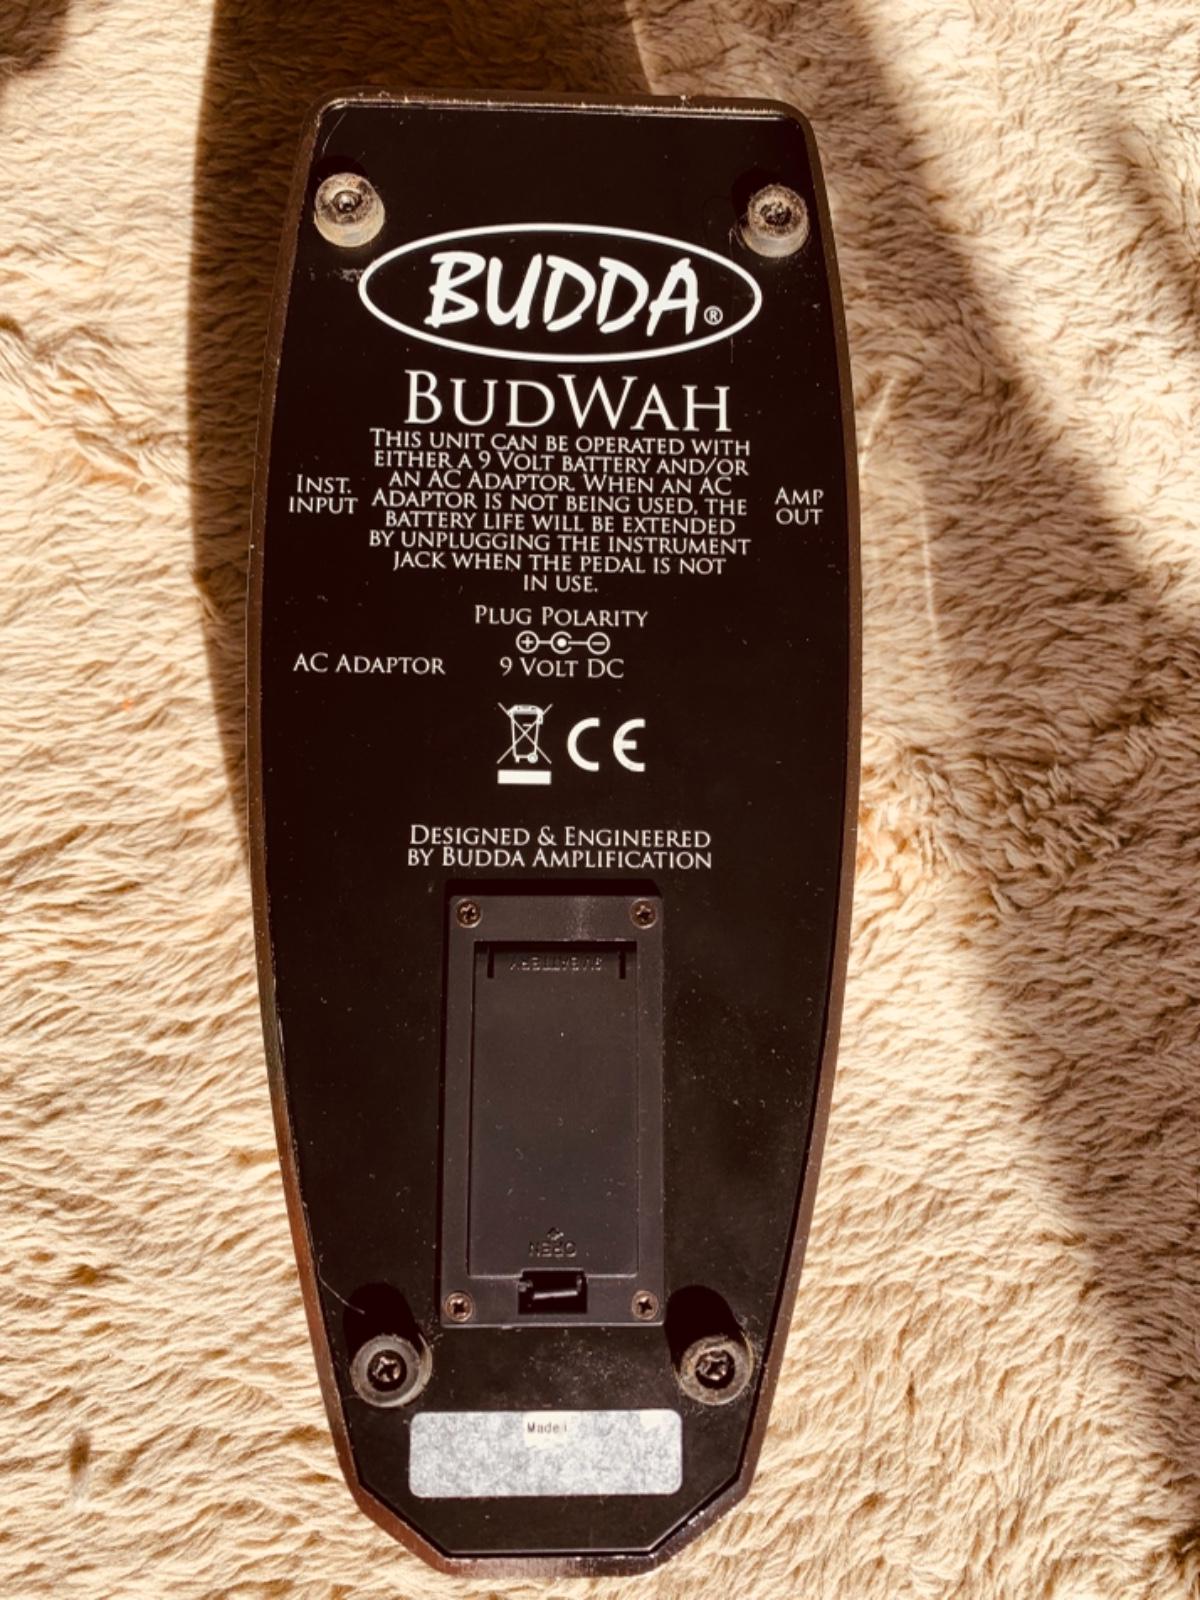 BUDDA®
BUDWAH
THIS UNIT CAN BE OPERATED WITH
EITHER A 9 VOLT BATTERY AND/OR
AN AC ADAPTOR. WHEN AN AC
ADAPTOR IS NOT BEING USED, THE
BATTERY LIFE WILL BE EXTENDED
BY UNPLUGGING THE INSTRUMENT
JACK WHEN THE PEDAL IS NOT
IN USE.
INST.
INPUT
AMP
OUT
PLUG POLARITY
AC ADAPTOR
9 VOLT DC
CE
DESIGNED & ENGINEERED
BY BUDDA AMPLIFICATION
9V BATTERY
OPEN
Made